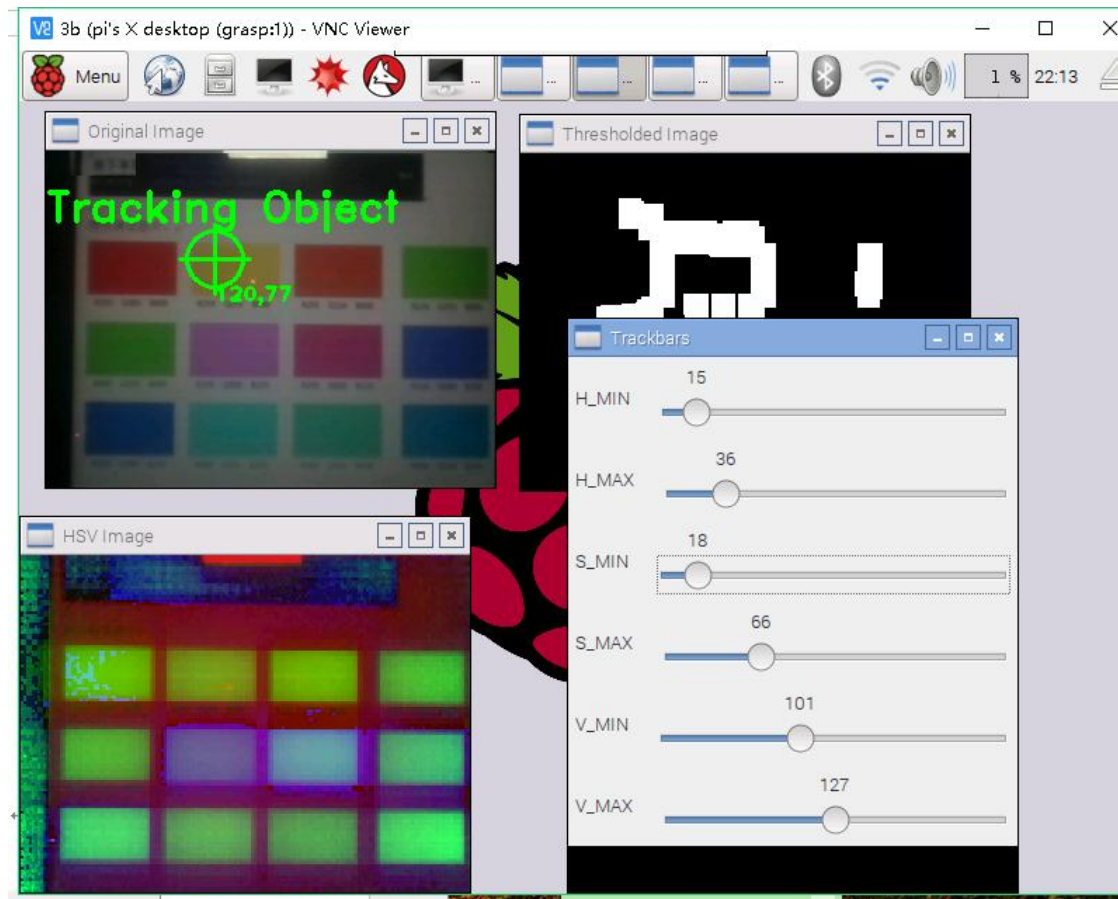 3b (pi's X desktop (grasp:1)) - VNC Viewer
Menu
...
...
...
...
...
1 %
22:13
Original Image
Thresholded Image
Tracking Object
120,77
Trackbars
15
H_MIN
36
H_MAX
18
S_MIN
66
S_MAX
101
V_MIN
127
V_MAX
HSV Image